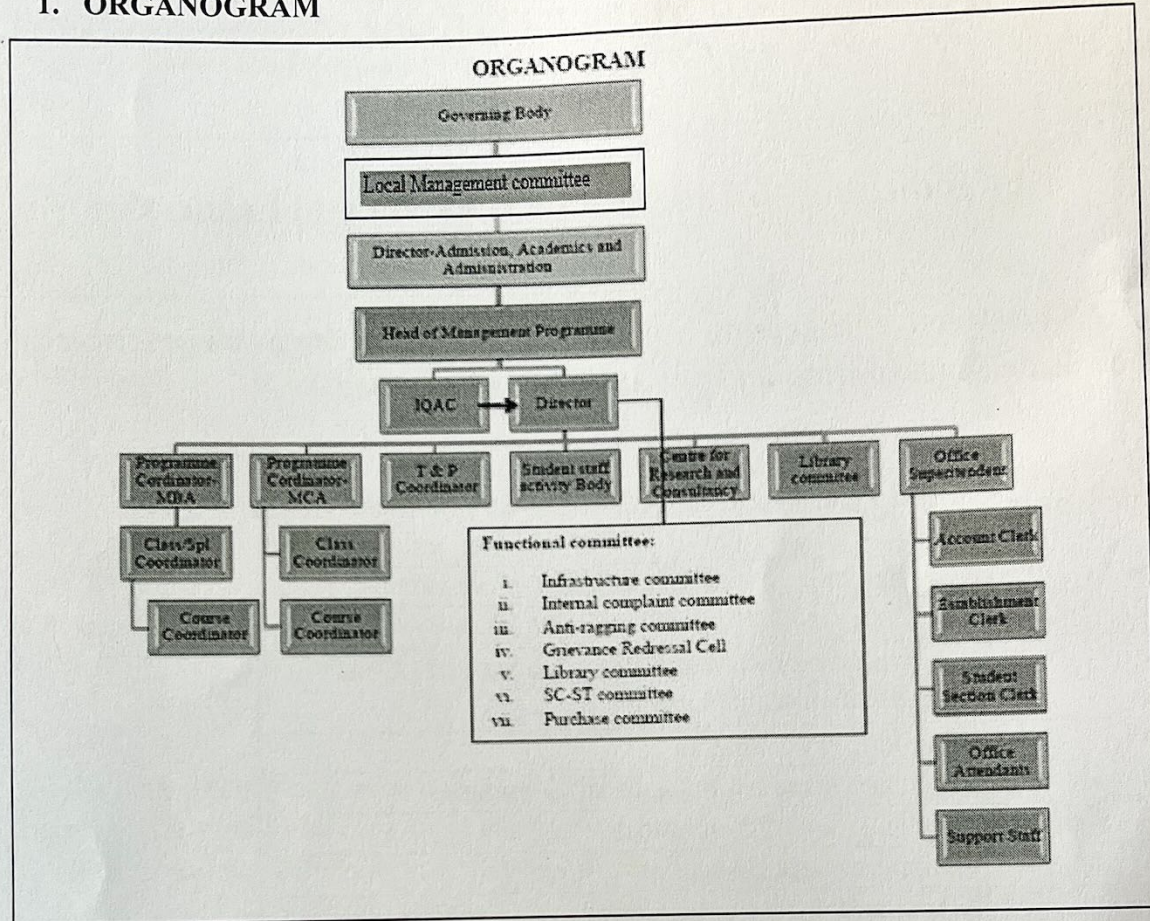 1. ORGANOGRAM
ORGANOGRAM
Governing Body
Local Management committee
Director-Admission, Academics and
Administration
Head of Management Programme
IQAC
Director
Programme
Cordinator-
MBA
Programme
Cordinator-
MCA
T & P
Coordinator
Student staff
activity Body
Centre for
Research and
Consultancy
Library
committee
Office
Superitendent
Class/Spl
Coordinator
Class
Coordinator
Course
Coordinator
Course
Coordinator
Functional committee:
i. Infrastructure committee
ii. Internal complaint committee
iii. Anti-ragging committee
iv. Grievance Redressal Cell
v. Library committee
vi. SC-ST committee
vii. Purchase committee
Account Clerk
Establishment
Clerk
Student
Section Clerk
Office
Attendants
Support Staff